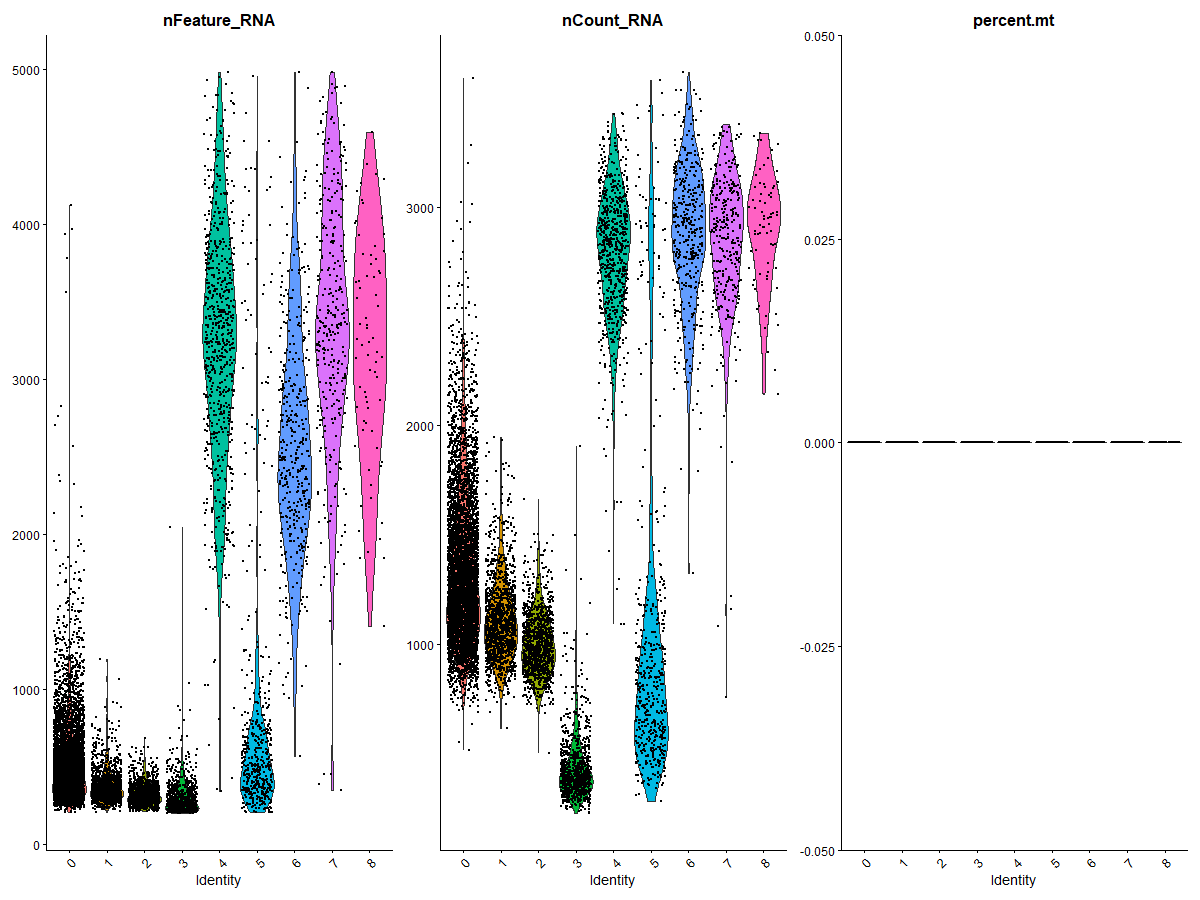 nFeature_RNA
5000
4000
3000
2000
1000
0
0 1 2 3 4 5 6 7 8
Identity
nCount_RNA
3000
2000
1000
0 1 2 3 4 5 6 7 8
Identity
percent.mt
0.050
0.025
0.000
-0.025
-0.050
0 1 2 3 4 5 6 7 8
Identity